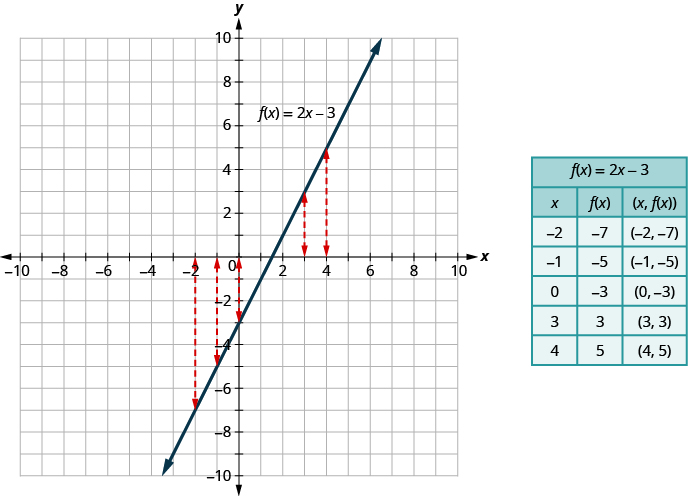 y
10
8
f(x) = 2x – 3
6
4
2
x
–10 –8 –6 –4 –2 0 2 4 6 8 10
–2
–4
–6
–8
–10
f(x) = 2x – 3
x f(x) (x, f(x))
–2 –7 (–2, –7)
–1 –5 (–1, –5)
0 –3 (0, –3)
3 3 (3, 3)
4 5 (4, 5)